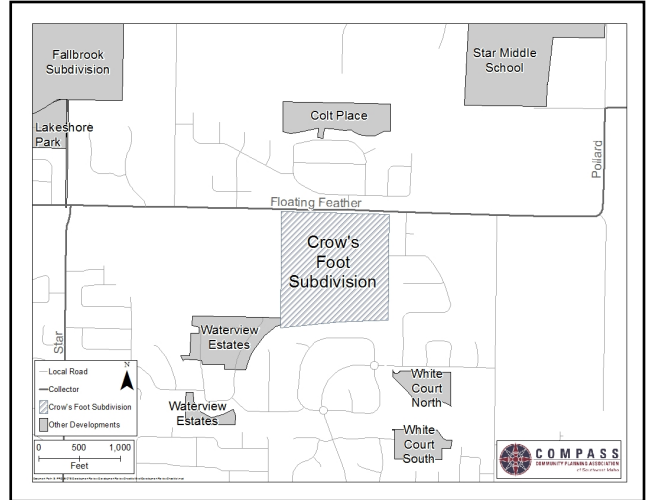 Fallbrook
Subdivision
Star Middle
School
Lakeshore
Park
Colt Place
Pollard
Floating Feather
Crow's
Foot
Subdivision
Star
Waterview
Estates
White
Court
North
Waterview
Estates
White
Court
South
N
Local Road
Collector
Crow's Foot Subdivision
Other Developments
0 500 1,000
Feet
COMPASS
COMMUNITY PLANNING ASSOCIATION
of Southwest Idaho